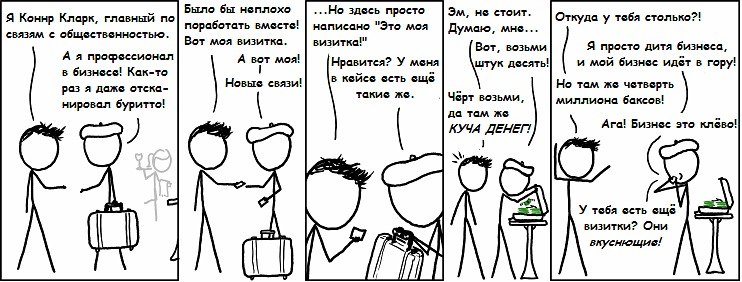 Я Коннр Кларк, главный по
связям с общественностью.
А я профессионал
в бизнесе! Как-то
раз я даже отска-
нировал буритто!
Было бы неплохо
поработать вместе!
Вот моя визитка.
А вот моя!
Новые связи!
...Но здесь просто
написано "Это моя
визитка!"
Нравится? У меня
в кейсе есть ещё
такие же.
Эм, не стоит.
Думаю, мне...
Вот, возьми
штук десять!
Чёрт возьми,
да там же
КУЧА ДЕНЕГ!
Откуда у тебя столько?!
Я просто дитя бизнеса,
и мой бизнес идёт в гору!
Но там же четверть
миллиона баксов!
Ага! Бизнес это клёво!
У тебя есть ещё
визитки? Они
вкуснющие!